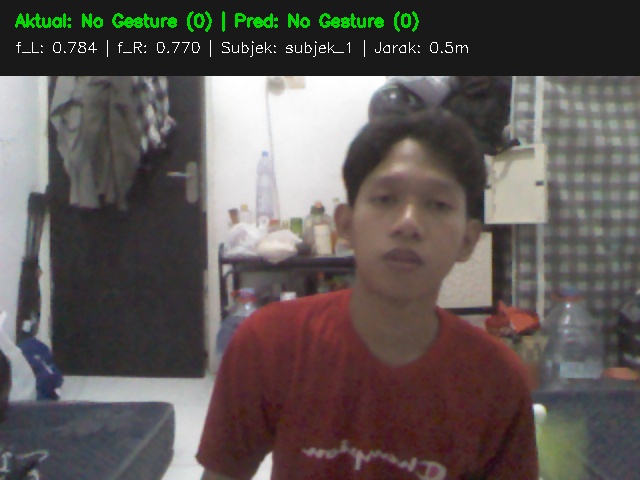 Aktual: No Gesture (0) | Pred: No Gesture (0)
f_L: 0.784 | f_R: 0.770 | Subjek: subjek_1 | Jarak: 0.5m
Champion